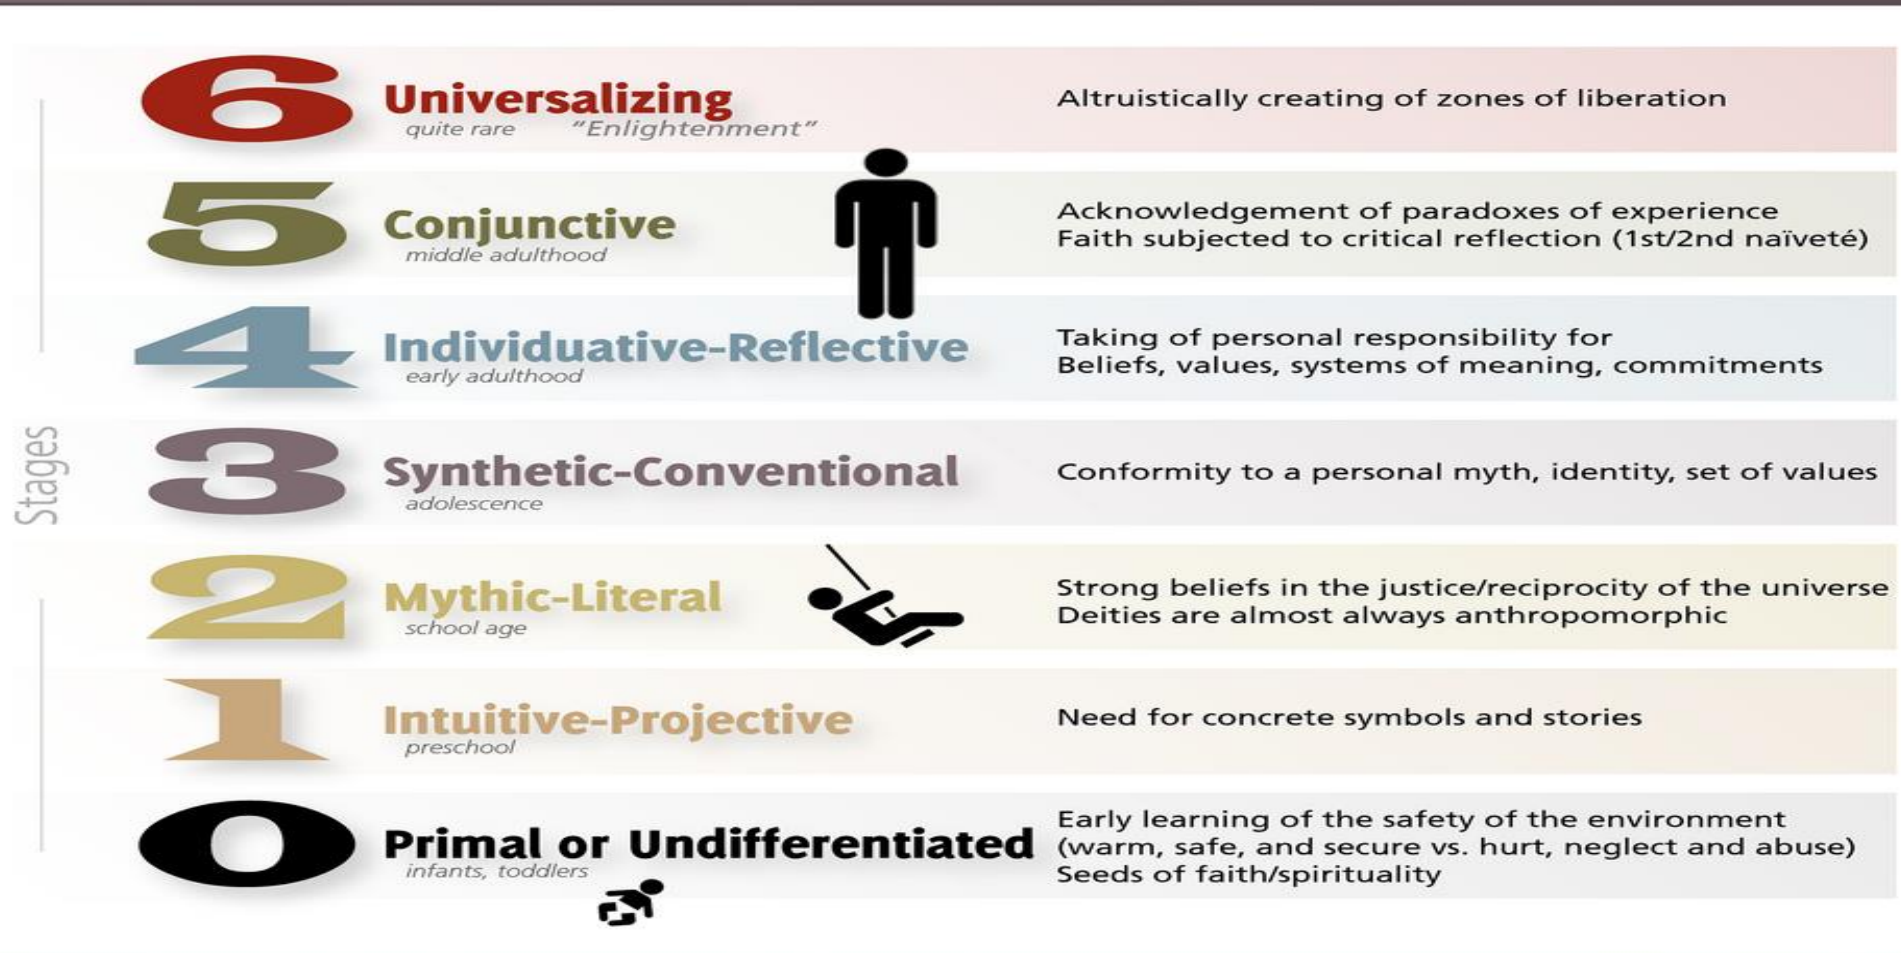 6
Universalizing
quite rare "Enlightenment"
Altruistically creating of zones of liberation
5
Conjunctive
middle adulthood
Acknowledgement of paradoxes of experience
Faith subjected to critical reflection (1st/2nd naïveté)
4
Individuative-Reflective
early adulthood
Taking of personal responsibility for
Beliefs, values, systems of meaning, commitments
Stages
3
Synthetic-Conventional
adolescence
Conformity to a personal myth, identity, set of values
2
Mythic-Literal
school age
Strong beliefs in the justice/reciprocity of the universe
Deities are almost always anthropomorphic
1
Intuitive-Projective
preschool
Need for concrete symbols and stories
0
Primal or Undifferentiated
infants, toddlers
Early learning of the safety of the environment
(warm, safe, and secure vs. hurt, neglect and abuse)
Seeds of faith/spirituality